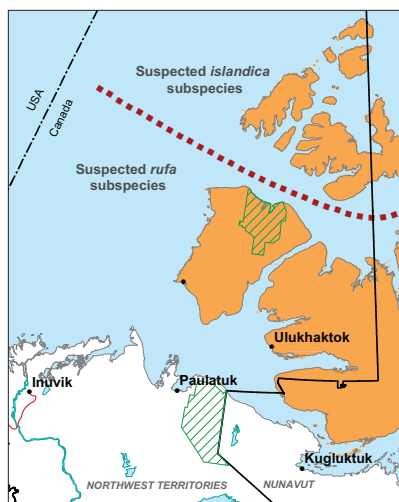 Suspected islandica
subspecies
USA
Canada
Suspected rufa
subspecies
Ulukhaktok
Inuvik
Paulatuk
Kugluktuk
NORTHWEST TERRITORIES
NUNAVUT